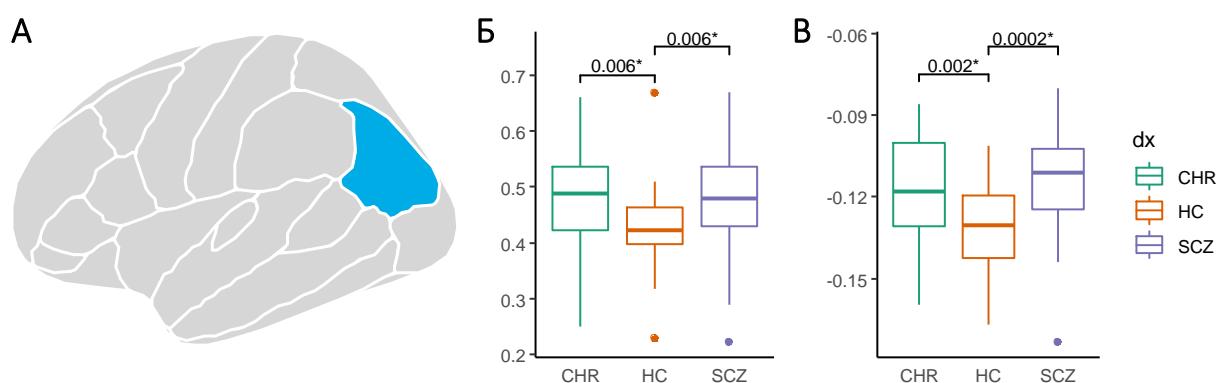 А
Б
0.7
0.6
0.5
0.4
0.3
0.2
0.006*
0.006*
CHR HC SCZ
В
-0.06
-0.09
-0.12
-0.15
0.002*
0.0002*
CHR HC SCZ
dx
CHR
HC
SCZ